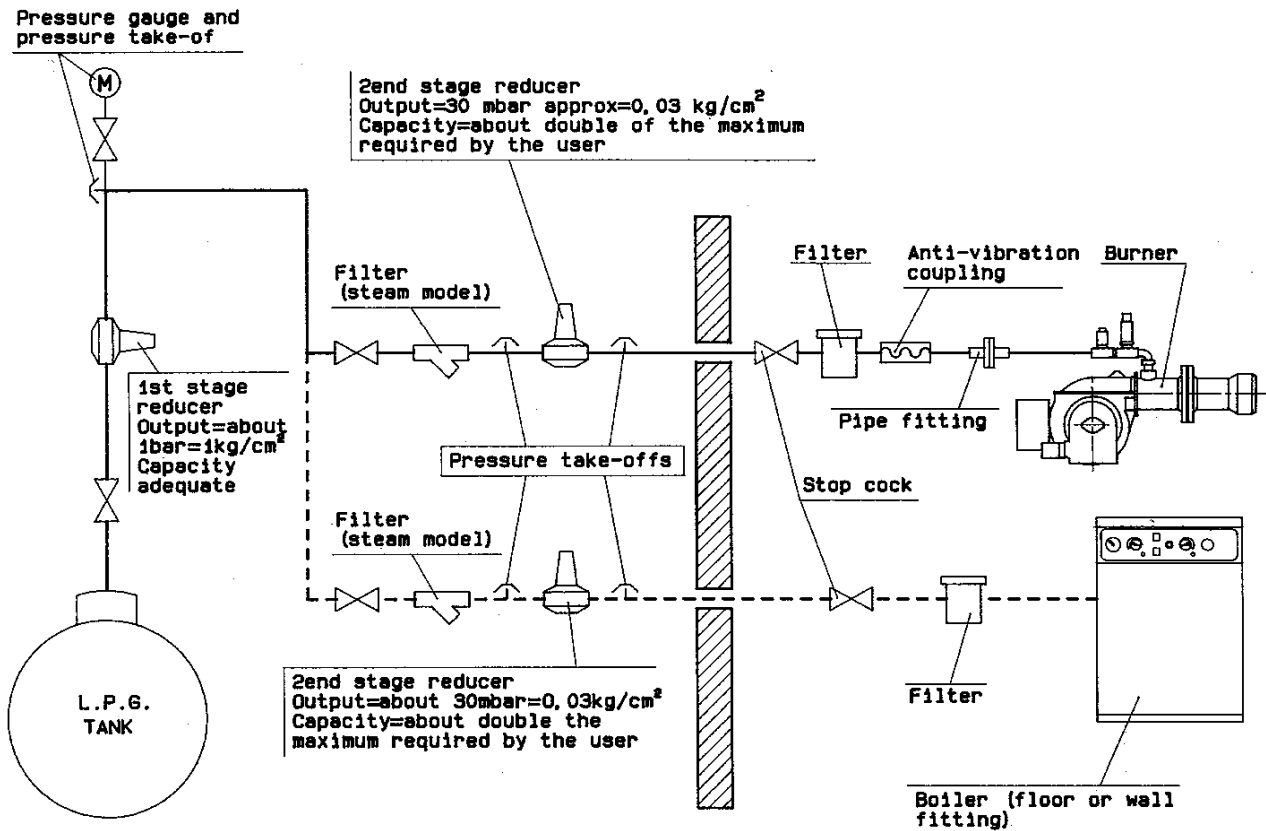 Pressure gauge and
pressure take-of
M
2end stage reducer
Output=30 mbar approx=0,03 kg/cm²
Capacity=about double of the maximum
required by the user
Filter
(steam model)
Filter
Anti-vibration
coupling
Burner
1st stage
reducer
Output=about
1bar=1kg/cm²
Capacity
adequate
Pipe fitting
Pressure take-offs
Stop cock
Filter
(steam model)
L.P.G.
TANK
2end stage reducer
Output=about 30mbar=0,03kg/cm²
Capacity=about double the
maximum required by the user
Filter
Boiler (floor or wall
fitting)